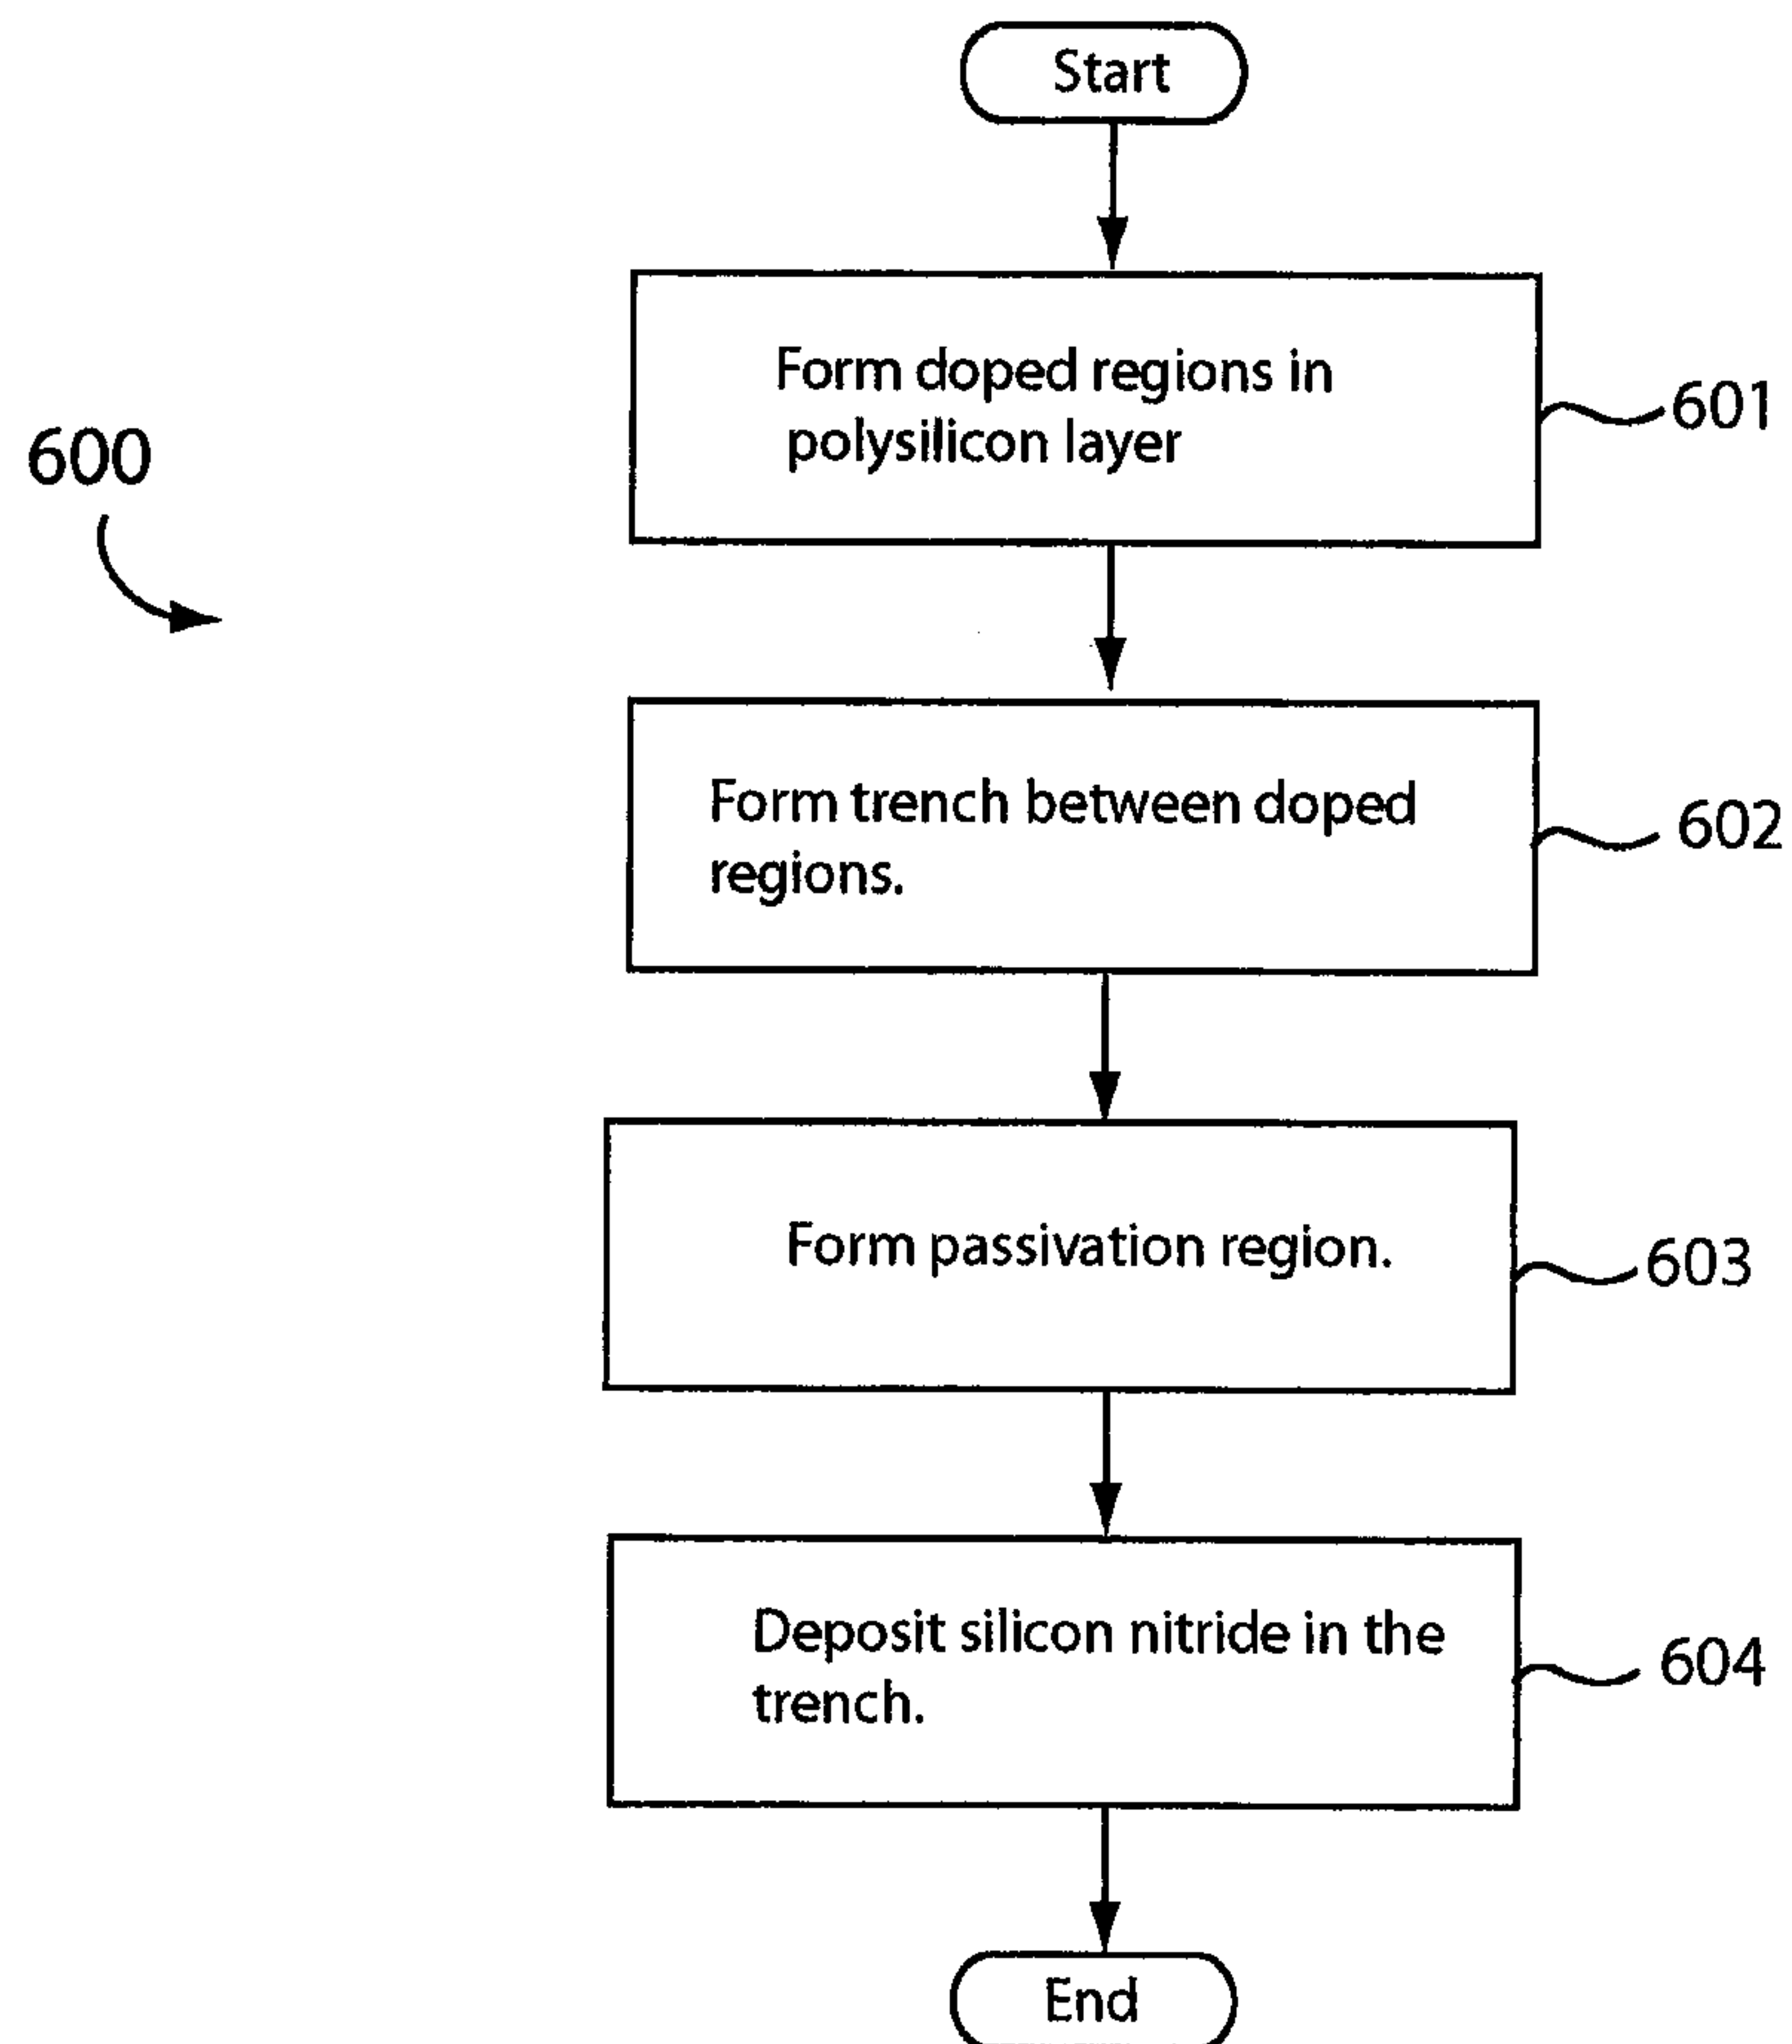 Start
Form doped regions in
polysilicon layer
601
600
Form trench between doped
regions.
602
Form passivation region.
603
Deposit silicon nitride in the
trench.
604
End